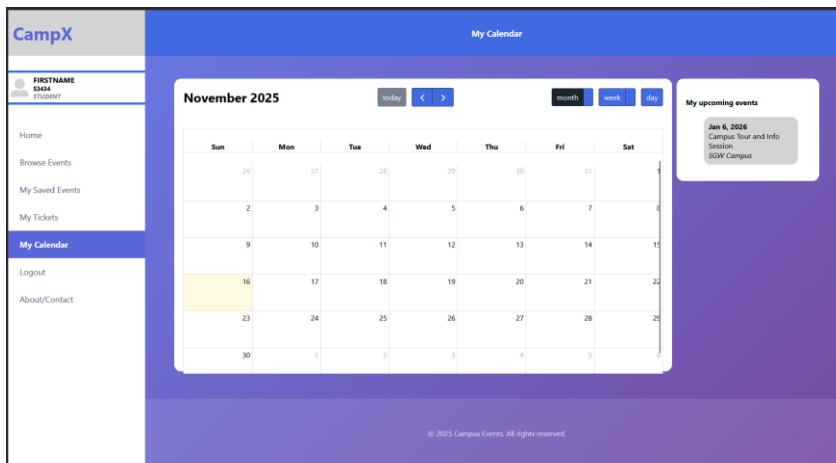 CampX
FIRSTNAME
S3434
STUDENT
Home
Browse Events
My Saved Events
My Tickets
My Calendar
Logout
About/Contact
My Calendar
November 2025
today
month week day
Sun Mon Tue Wed Thu Fri Sat
26 27 28 29 30 31 1
2 3 4 5 6 7 8
9 10 11 12 13 14 15
16 17 18 19 20 21 22
23 24 25 26 27 28 29
30 1 2 3 4 5 6
My upcoming events
Jan 6, 2026
Campus Tour and Info
Session
SGW Campus
© 2025 Campus Events. All rights reserved.